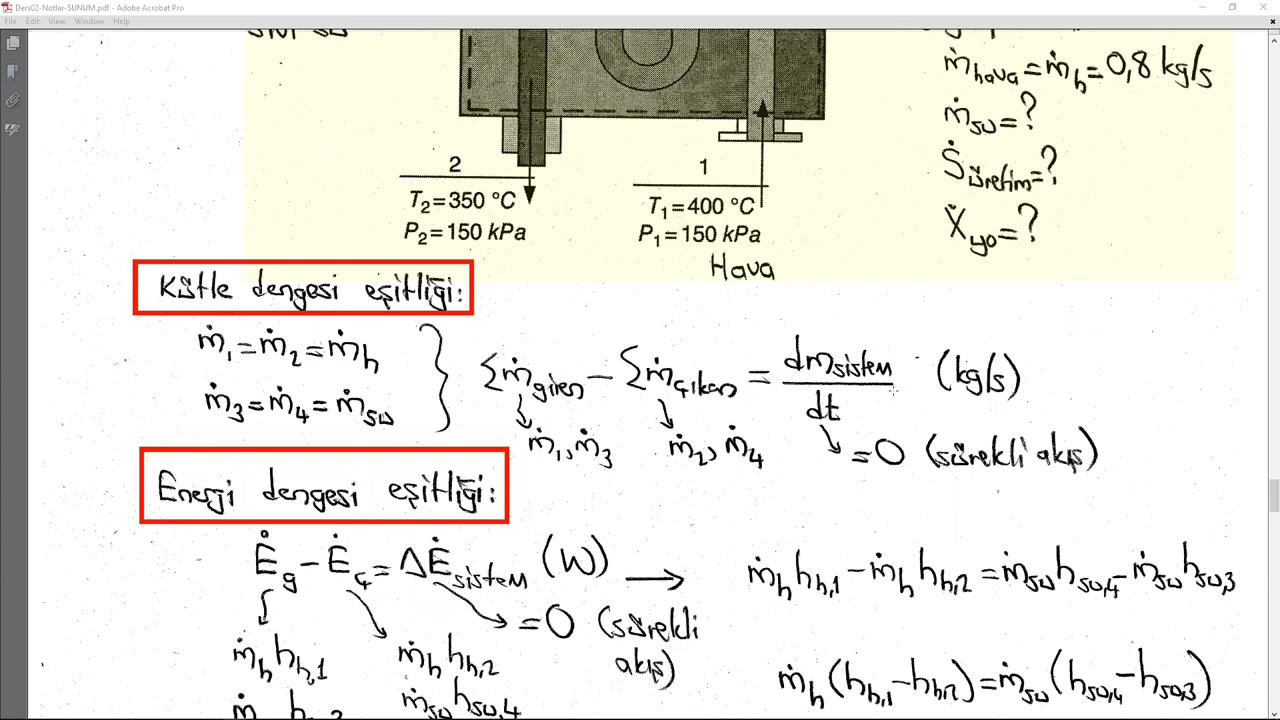 Ders02-Notlar-SUNUM.pdf - Adobe Acrobat Pro
File Edit View Window Help
ṁhava=ṁh=0,8 kg/s
ṁsu=?
Ṡüretim=?
Ẋyo=?
2
T2=350 °C
P2=150 kPa
1
T1=400 °C
P1=150 kPa
Hava
Kütle dengesi eşitliği:
ṁ1=ṁ2=ṁh
ṁ3=ṁ4=ṁsu
∑ṁgiren-∑ṁçıkan=dmsistem/dt (kg/s)
ṁ1,ṁ3
ṁ2,ṁ4
=0 (sürekli akış)
Enerji dengesi eşitliği:
Ėg-Ėç=ΔĖsistem (W) →
=0 (sürekli akış)
ṁh hh,1
ṁh hh,2
ṁsu hsu,4
ṁh hh,1-ṁh hh,2=ṁsu hsu,4-ṁsu hsu,3
ṁh(hh,1-hh,2)=ṁsu(hsu,4-hsu,3)